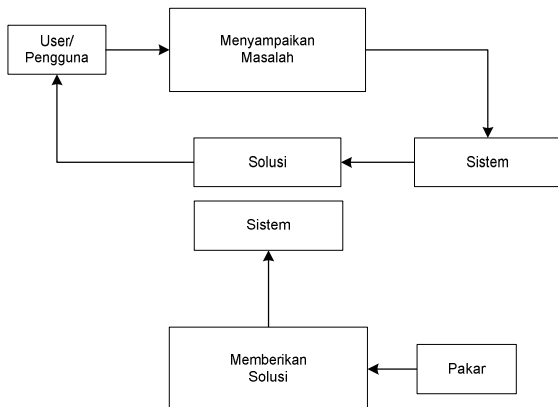 User/
Pengguna
Menyampaikan
Masalah
Solusi
Sistem
Sistem
Memberikan
Solusi
Pakar